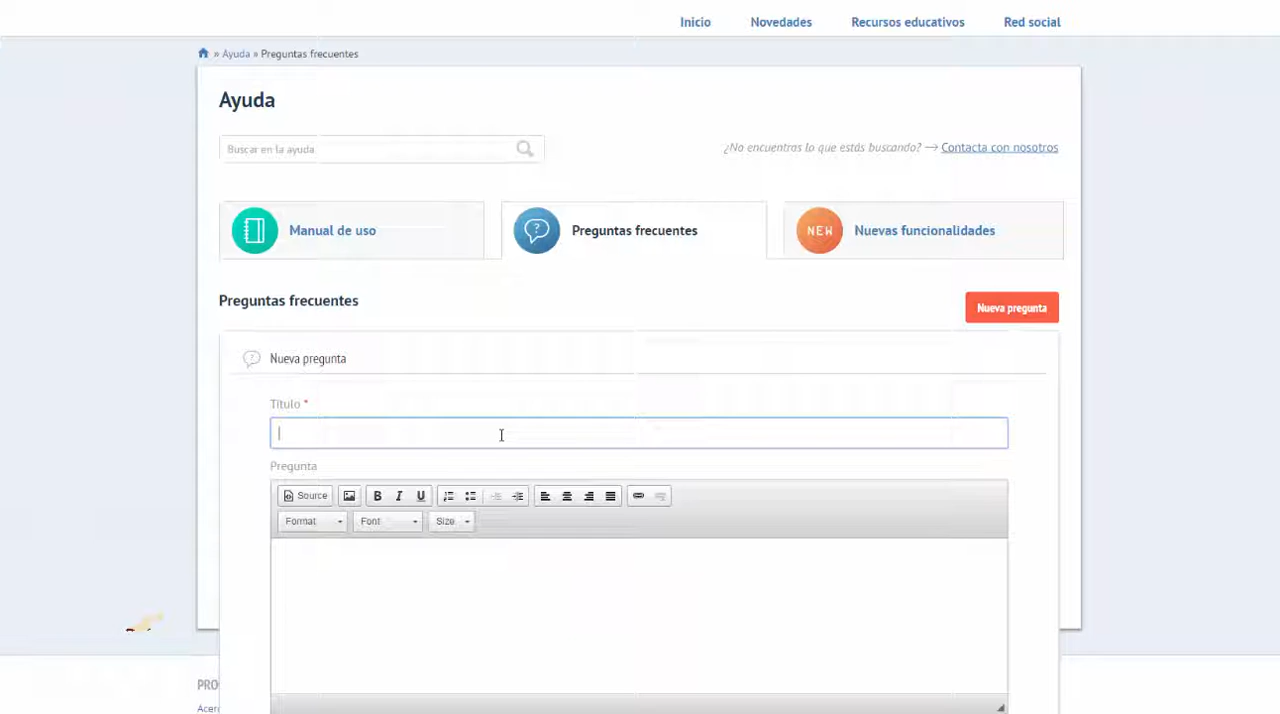 Inicio Novedades Recursos educativos Red social
» Ayuda » Preguntas frecuentes
Ayuda
Buscar en la ayuda
¿No encuentras lo que estás buscando? → Contacta con nosotros
Manual de uso
Preguntas frecuentes
NEW Nuevas funcionalidades
Preguntas frecuentes
Nueva pregunta
Nueva pregunta
Título *
Pregunta
Source B I U
Format Font Size